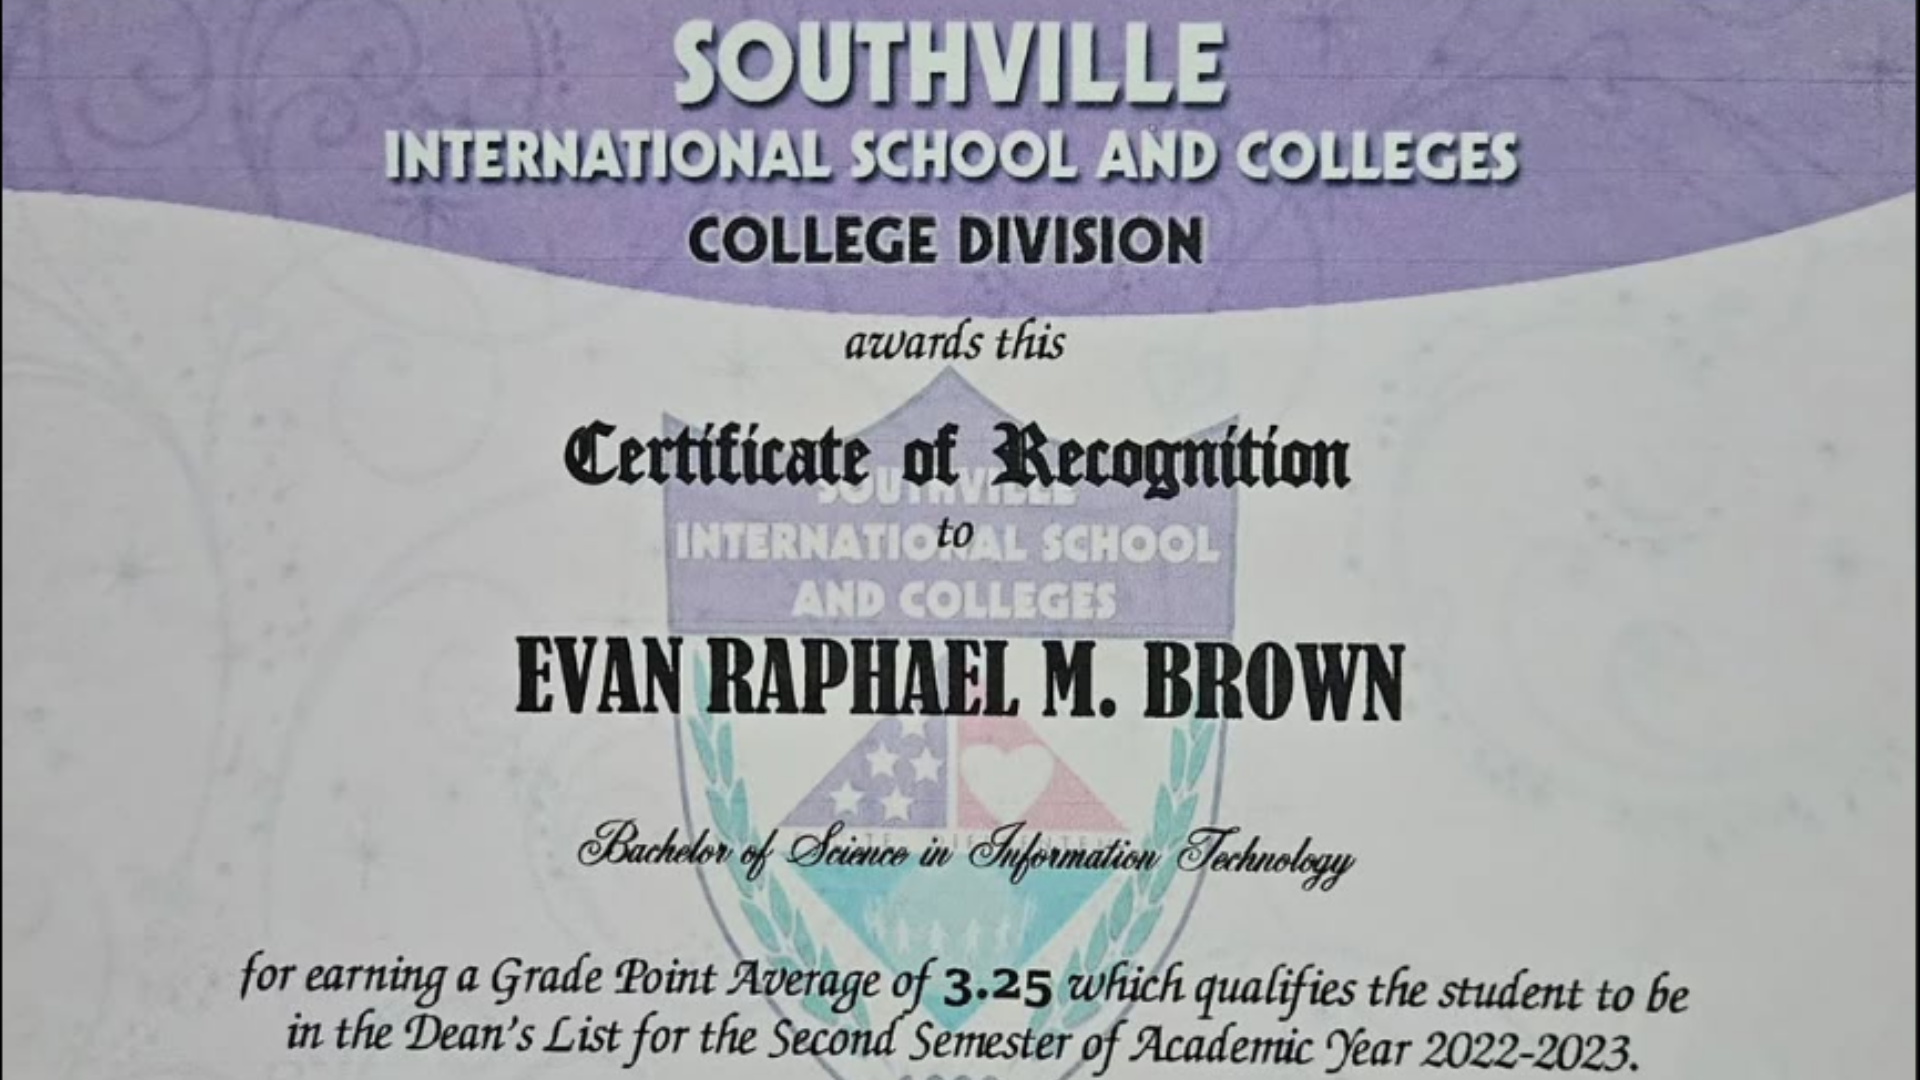 SOUTHVILLE
INTERNATIONAL SCHOOL AND COLLEGES
COLLEGE DIVISION
awards this
Certificate of Recognition
SOUTHVILLE
to
INTERNATIONAL SCHOOL
AND COLLEGES
EVAN RAPHAEL M. BROWN
Bachelor of Science in Information Technology
for earning a Grade Point Average of 3.25 which qualifies the student to be
in the Dean's List for the Second Semester of Academic Year 2022-2023.